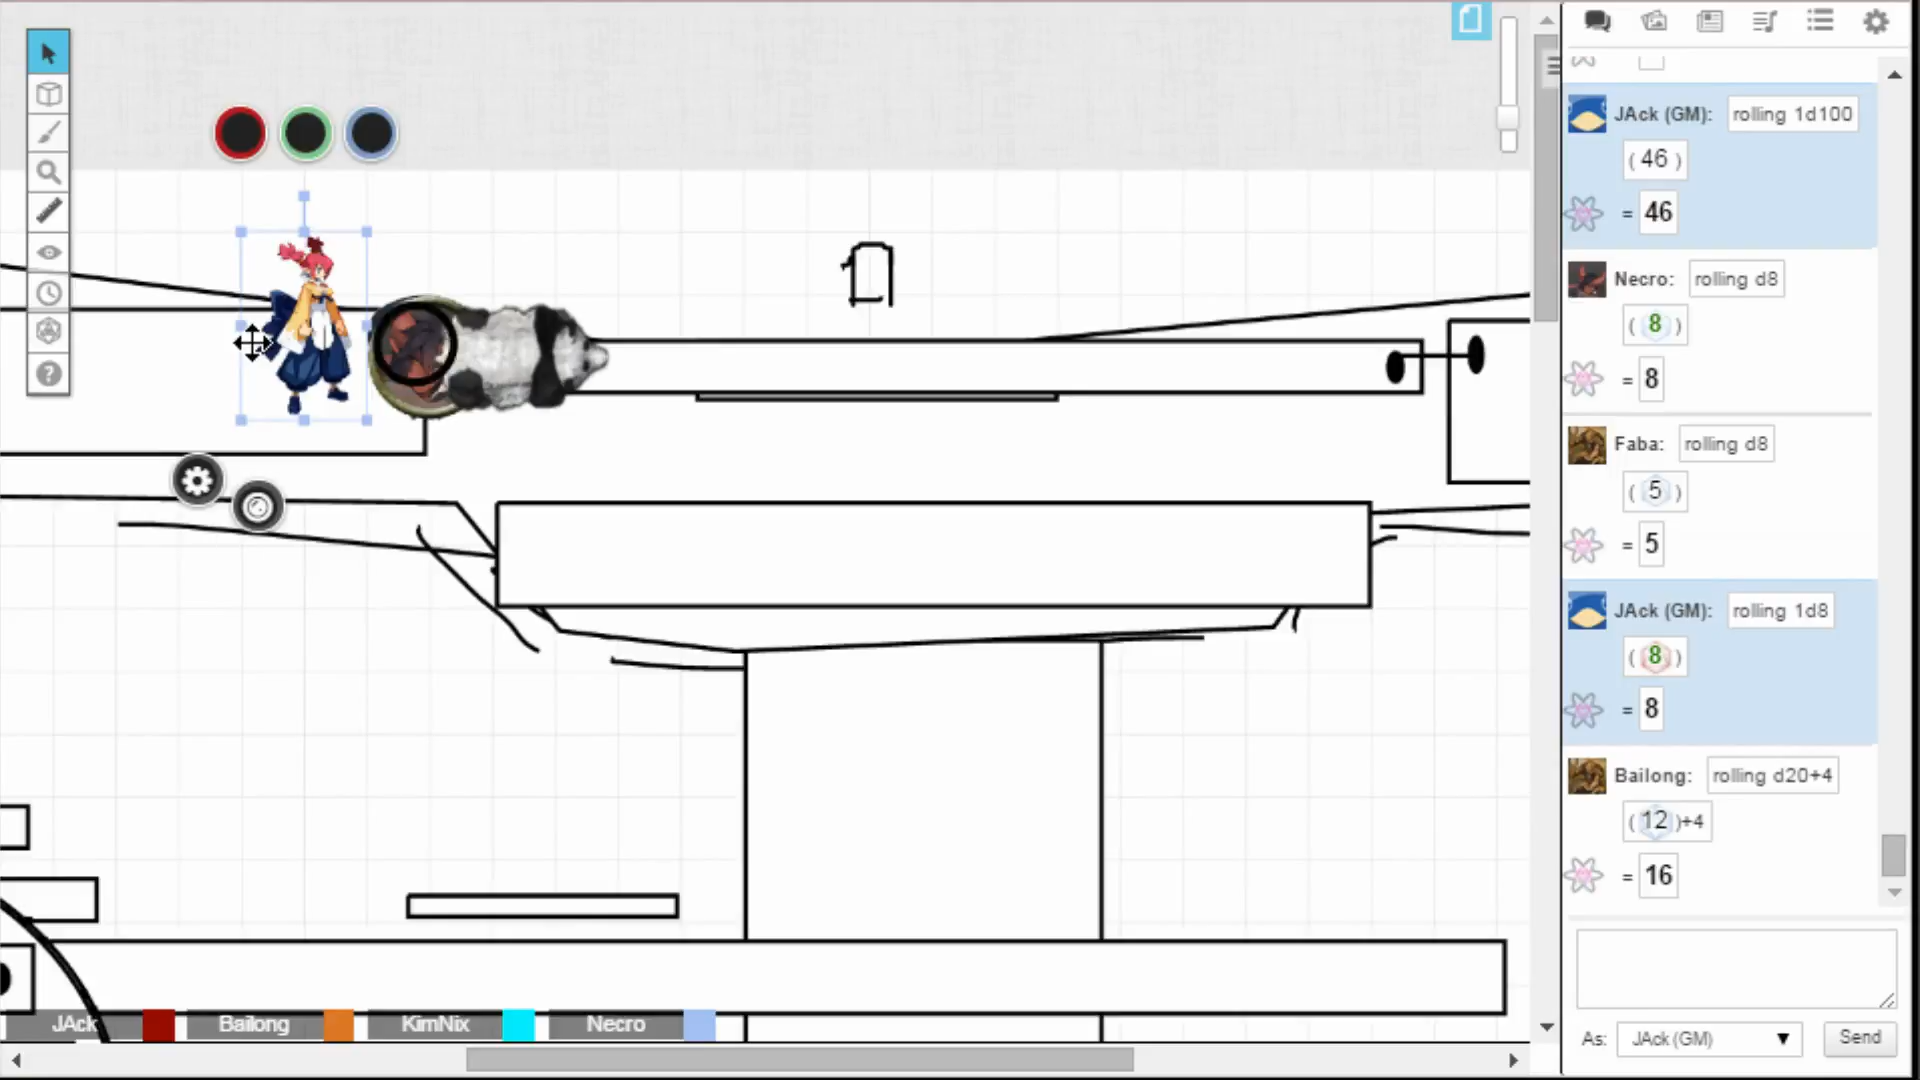 JAck (GM): rolling 1d100
( 46 )
= 46
Necro: rolling d8
( 8 )
= 8
Faba: rolling d8
( 5 )
= 5
JAck (GM): rolling 1d8
( 8 )
= 8
Bailong: rolling d20+4
( 12 )+4
= 16
?
JAck Bailong KimNix Necro
As: JAck (GM) Send